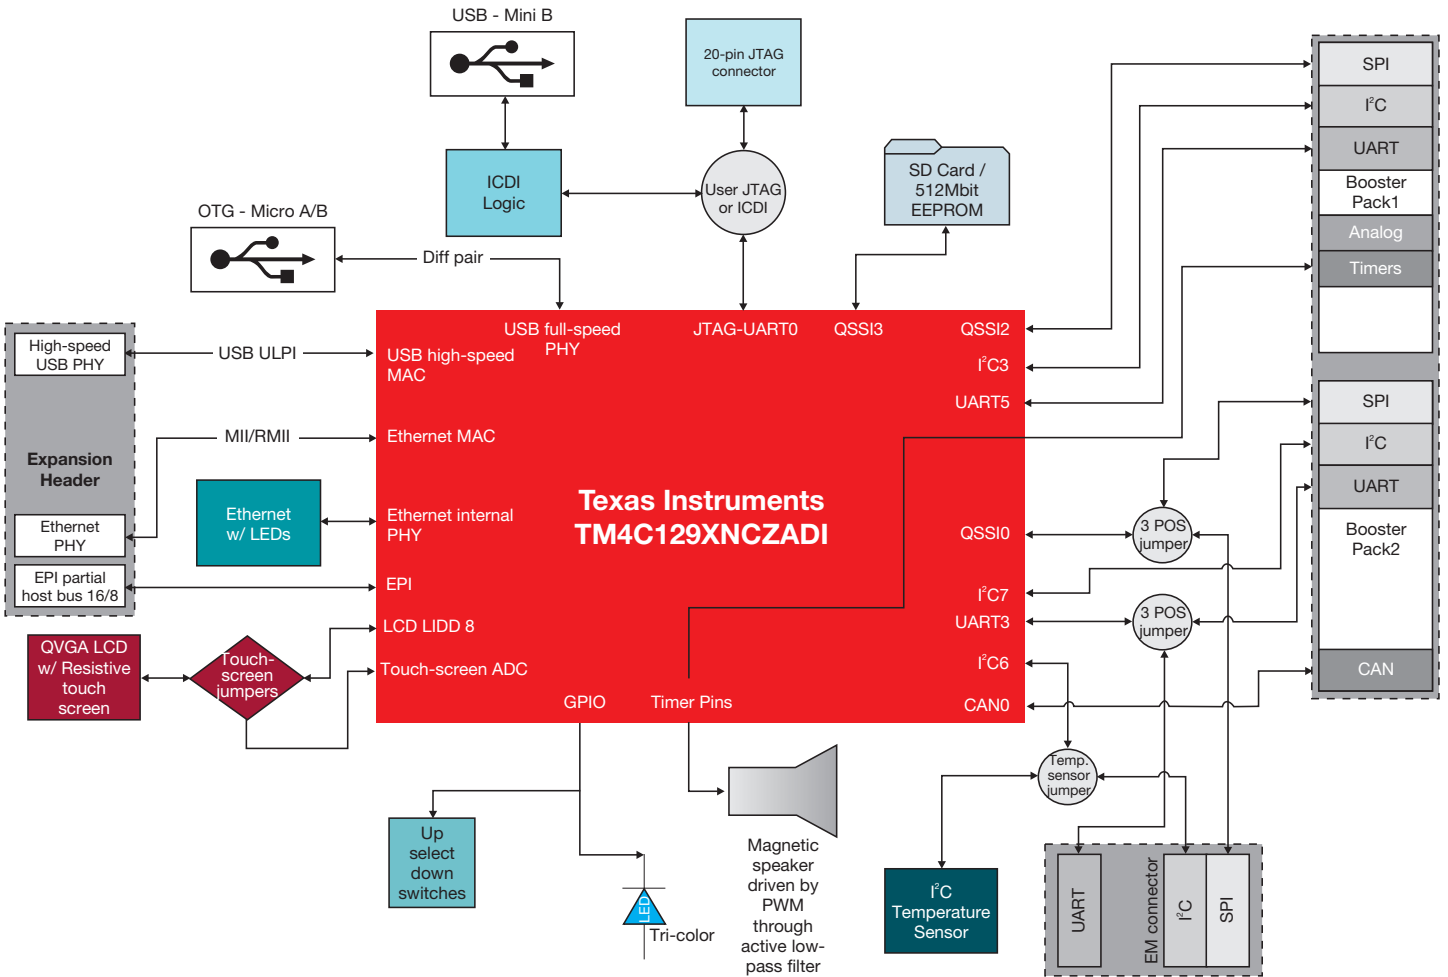 USB - Mini B
20-pin JTAG
connector
SPI
I²C
UART
Booster
Pack1
Analog
Timers
ICDI
Logic
User JTAG
or ICDI
SD Card /
512Mbit
EEPROM
OTG - Micro A/B
Diff pair
USB full-speed
PHY
JTAG-UART0
QSSI3
QSSI2
I²C3
UART5
High-speed
USB PHY
USB ULPI
USB high-speed
MAC
MII/RMII
Ethernet MAC
Expansion
Header
Ethernet
w/ LEDs
Ethernet internal
PHY
Ethernet
PHY
EPI partial
host bus 16/8
EPI
Texas Instruments
TM4C129XNCZADI
QSSI0
3 POS
jumper
SPI
I²C
UART
Booster
Pack2
CAN
I²C7
UART3
3 POS
jumper
I²C6
CAN0
LCD LIDD 8
Touch-screen ADC
QVGA LCD
w/ Resistive
touch
screen
Touch-
screen
jumpers
GPIO
Timer Pins
Temp.
sensor
jumper
Up
select
down
switches
LED
Tri-color
Magnetic
speaker
driven by
PWM
through
active low-
pass filter
I²C
Temperature
Sensor
UART
EM connector
I²C
SPI